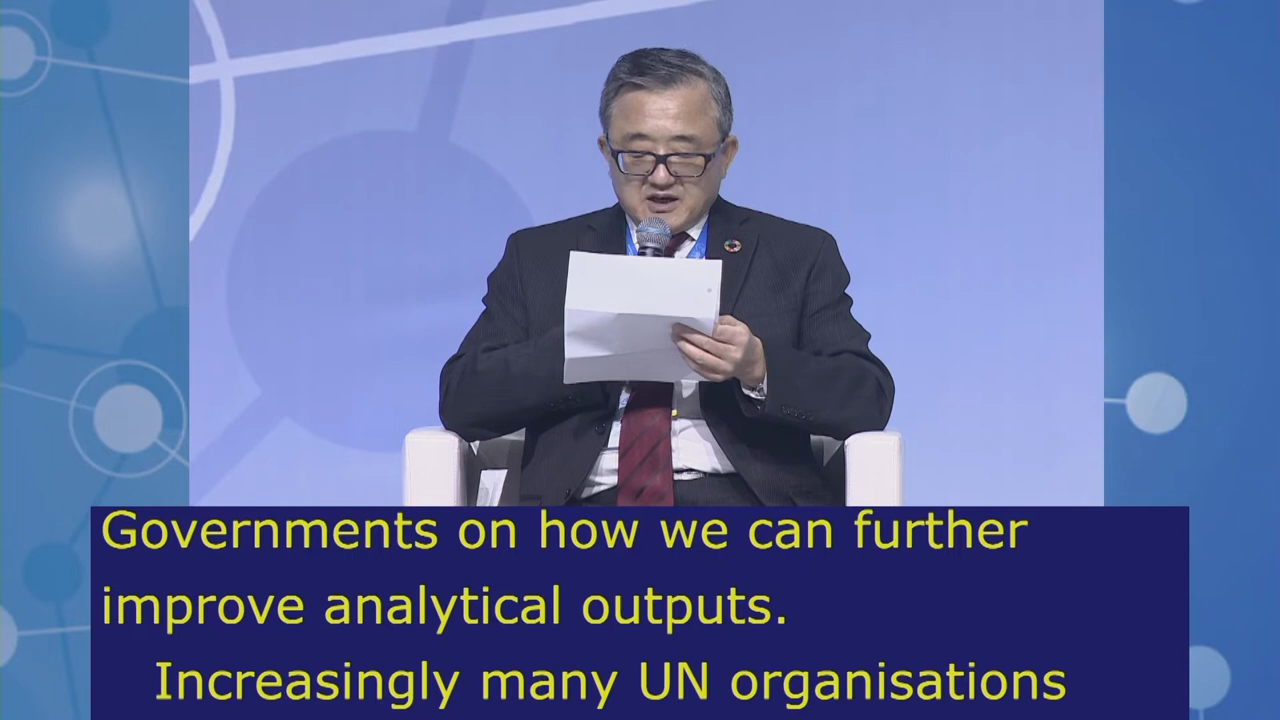 Governments on how we can further
improve analytical outputs.
Increasingly many UN organisations